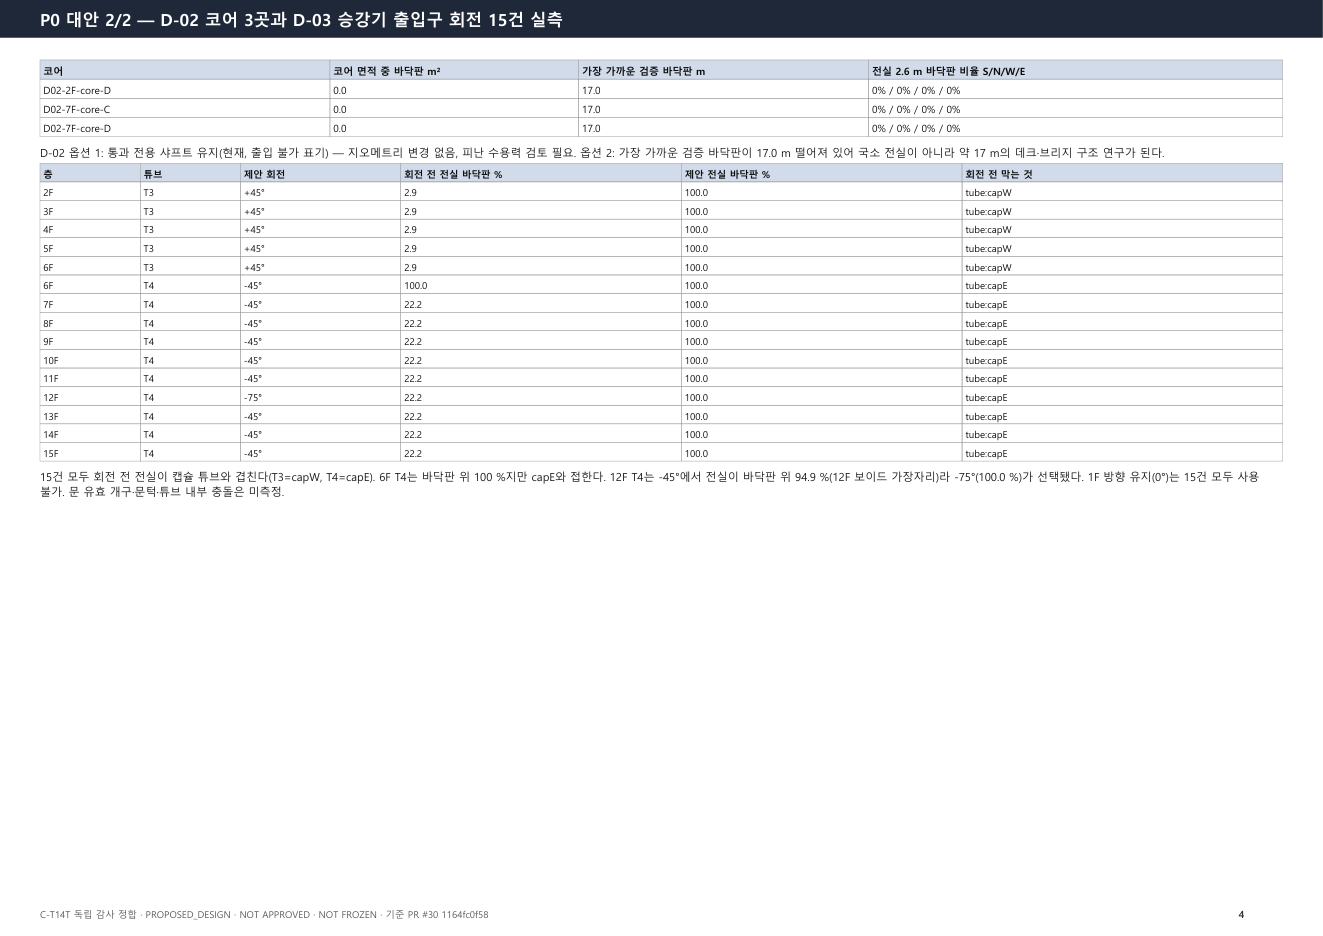 P0 대안 2/2 — D-02 코어 3곳과 D-03 승강기 출입구 회전 15건 실측
코어 코어 면적 중 바닥판 m² 가장 가까운 검증 바닥판 m 전실 2.6 m 바닥판 비율 S/N/W/E
D02-2F-core-D 0.0 17.0 0% / 0% / 0% / 0%
D02-7F-core-C 0.0 17.0 0% / 0% / 0% / 0%
D02-7F-core-D 0.0 17.0 0% / 0% / 0% / 0%
D-02 옵션 1: 통과 전용 샤프트 유지(현재, 출입 불가 표기) — 지오메트리 변경 없음, 피난 수용력 검토 필요. 옵션 2: 가장 가까운 검증 바닥판이 17.0 m 떨어져 있어 국소 전실이 아니라 약 17 m의 데크·브리지 구조 연구가 된다.
층 튜브 제안 회전 회전 전 전실 바닥판 % 제안 전실 바닥판 % 회전 전 막는 것
2F T3 +45° 2.9 100.0 tube:capW
3F T3 +45° 2.9 100.0 tube:capW
4F T3 +45° 2.9 100.0 tube:capW
5F T3 +45° 2.9 100.0 tube:capW
6F T3 +45° 2.9 100.0 tube:capW
6F T4 -45° 100.0 100.0 tube:capE
7F T4 -45° 22.2 100.0 tube:capE
8F T4 -45° 22.2 100.0 tube:capE
9F T4 -45° 22.2 100.0 tube:capE
10F T4 -45° 22.2 100.0 tube:capE
11F T4 -45° 22.2 100.0 tube:capE
12F T4 -75° 22.2 100.0 tube:capE
13F T4 -45° 22.2 100.0 tube:capE
14F T4 -45° 22.2 100.0 tube:capE
15F T4 -45° 22.2 100.0 tube:capE
15건 모두 회전 전 전실이 캡슐 튜브와 겹친다(T3=capW, T4=capE). 6F T4는 바닥판 위 100 %지만 capE와 접한다. 12F T4는 -45°에서 전실이 바닥판 위 94.9 %(12F 보이드 가장자리)라 -75°(100.0 %)가 선택됐다. 1F 방향 유지(0°)는 15건 모두 사용
불가. 문 유효 개구·문턱·튜브 내부 충돌은 미측정.
C-T14T 독립 감사 정합 · PROPOSED_DESIGN · NOT APPROVED · NOT FROZEN · 기준 PR #30 1164fc0f58
4